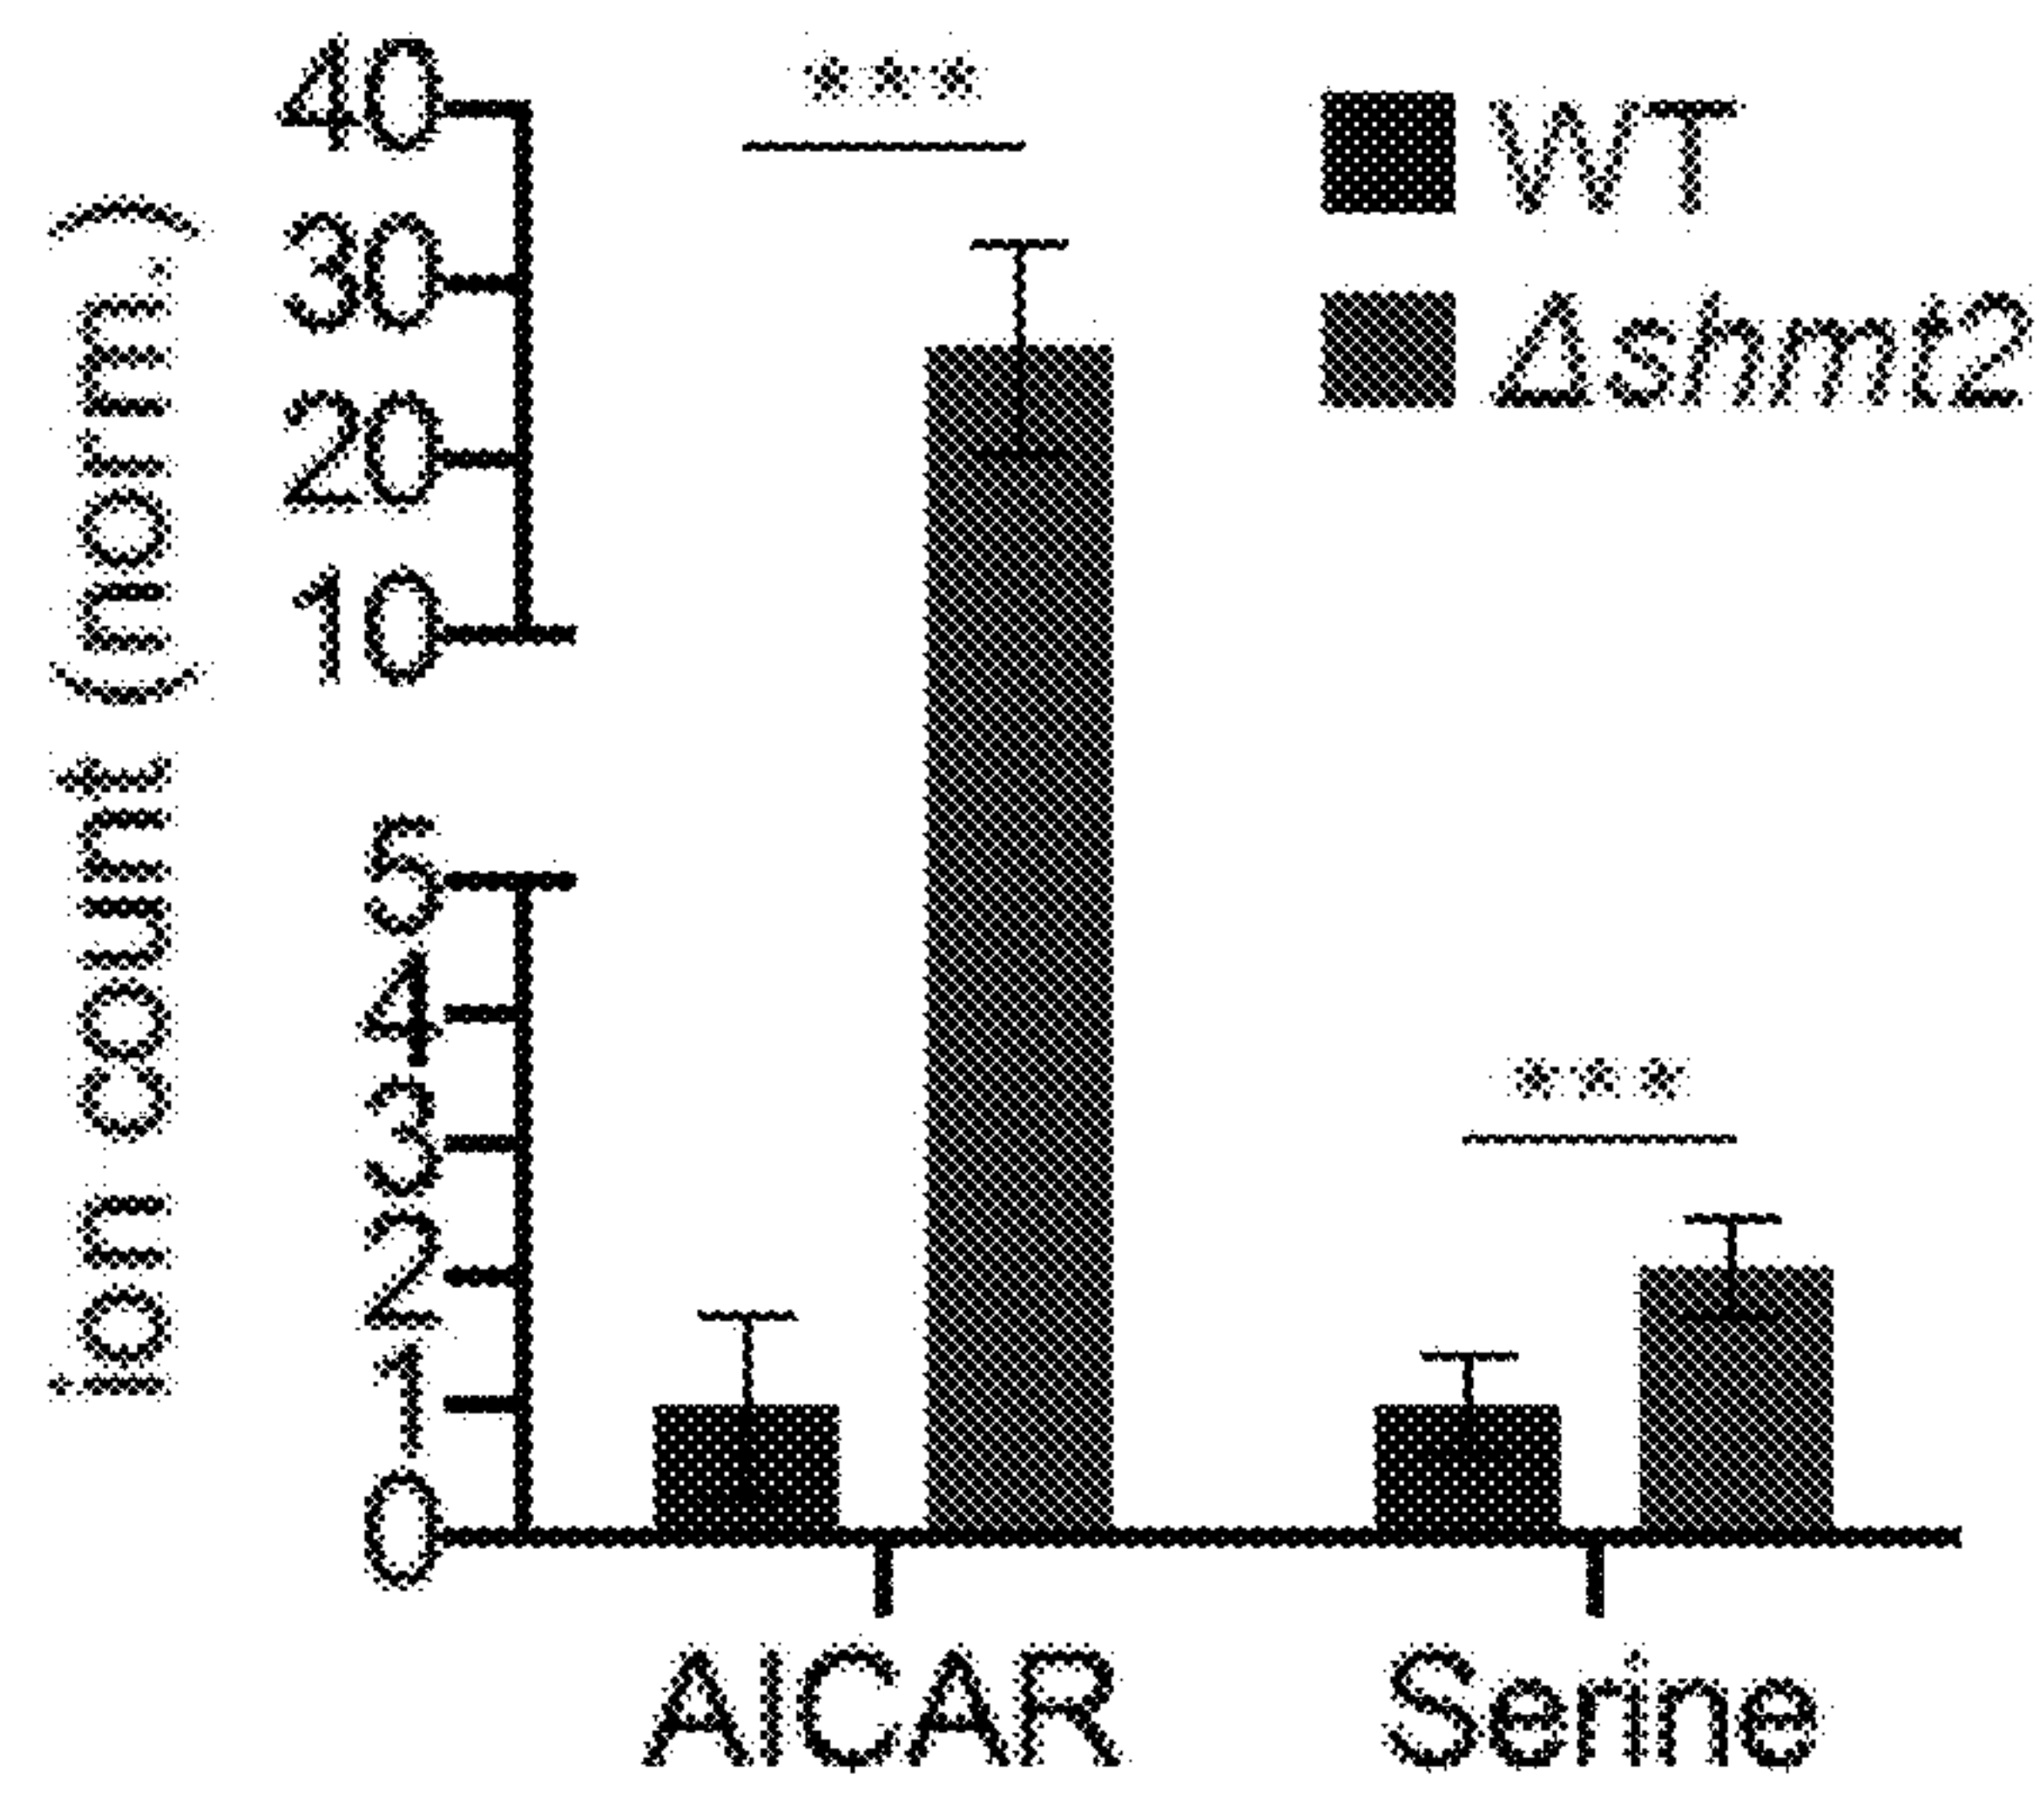 Ion count (norm.)
40
30
20
10
5
4
3
2
1
0
***
***
WT
Δshmt2
AICAR
Serine